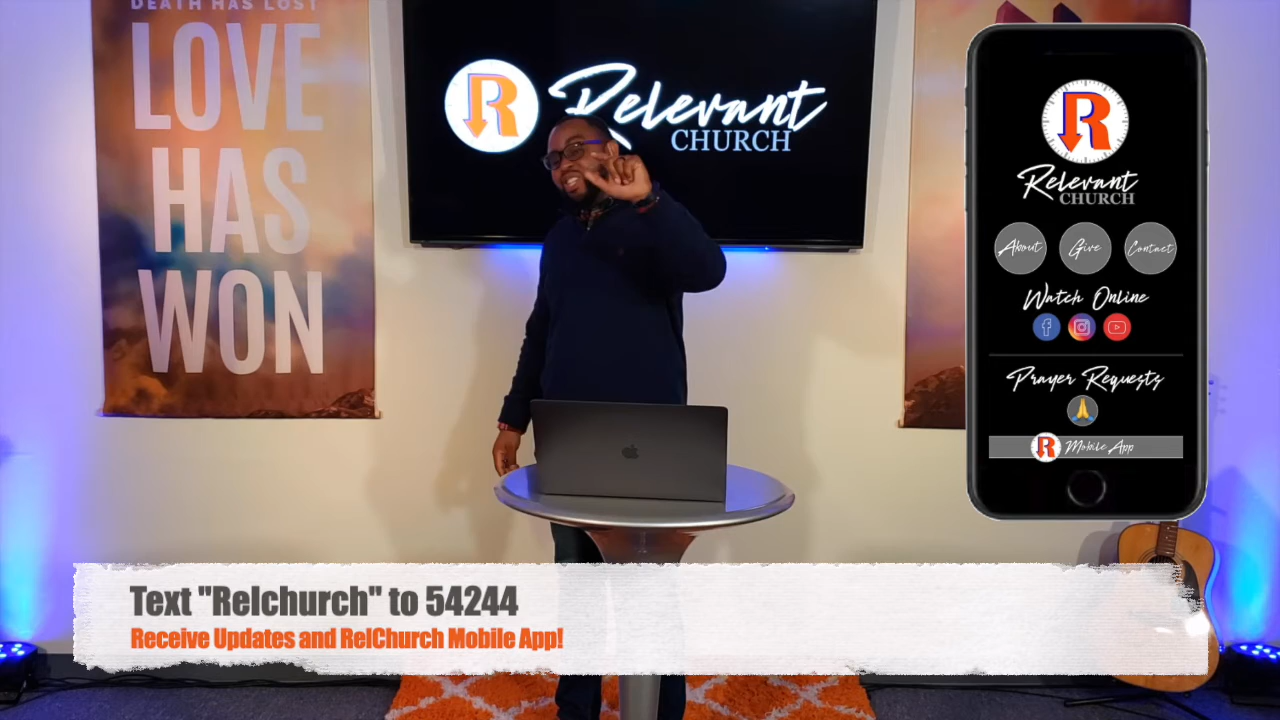 DEATH HAS LOST
LOVE
HAS
WON
R
Relevant
CHURCH
R
Relevant
CHURCH
About
Give
Contact
Watch Online
Prayer Requests
R Mobile App
Text "Relchurch" to 54244
Receive Updates and RelChurch Mobile App!